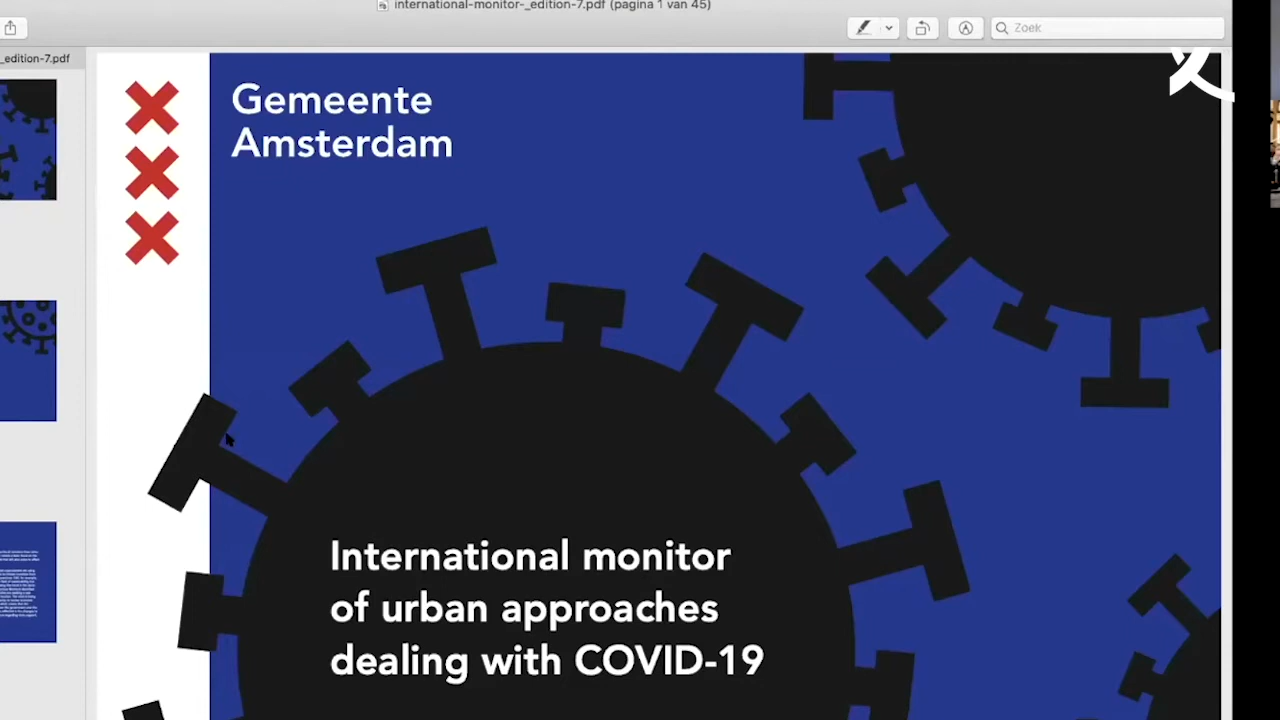 international-monitor-_edition-7.pdf (pagina 1 van 45)
Zoek
_edition-7.pdf
Gemeente
Amsterdam
International monitor
of urban approaches
dealing with COVID-19